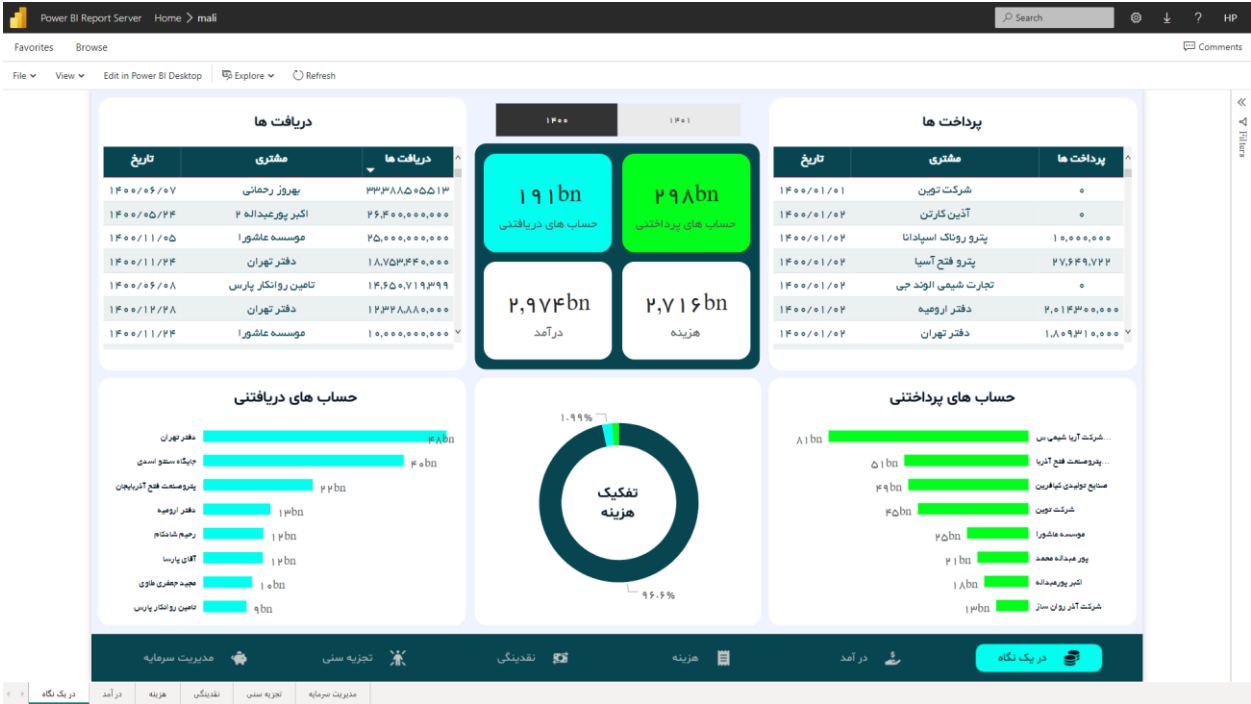 Power BI Report Server Home > mali
Search
HP
Favorites Browse
Comments
File View Edit in Power BI Desktop Explore Refresh
Filters
پرداخت ها
تاریخ مشتری پرداخت ها
۱۴۰۰/۰۱/۰۱ شرکت توین ۰
۱۴۰۰/۰۱/۰۲ آذین کارتن ۰
۱۴۰۰/۰۱/۰۲ پترو روناک اسپادانا ۱۰,۰۰۰,۰۰۰
۱۴۰۰/۰۱/۰۲ پترو فتح آسیا ۲۷,۶۴۹,۷۲۲
۱۴۰۰/۰۱/۰۲ تجارت شیمی الوند جی ۰
۱۴۰۰/۰۱/۰۲ دفتر ارومیه ۲,۰۱۴,۳۰۰,۰۰۰
۱۴۰۰/۰۱/۰۲ دفتر تهران ۱,۸۰۹,۳۱۰,۰۰۰
۱۴۰۰ ۱۴۰۱
۱۹۱bn
حساب های دریافتنی
۲۹۸bn
حساب های پرداختنی
۲,۹۷۴bn
درآمد
۲,۷۱۶bn
هزینه
دریافت ها
تاریخ مشتری دریافت ها
۱۴۰۰/۰۶/۰۷ بهروز رحمانی ۳۳,۳۸۸,۵۰۵,۵۱۳
۱۴۰۰/۰۵/۲۴ اکبر پورعبداله ۲ ۲۶,۴۰۰,۰۰۰,۰۰۰
۱۴۰۰/۱۱/۰۵ موسسه عاشورا ۲۵,۰۰۰,۰۰۰,۰۰۰
۱۴۰۰/۱۱/۲۴ دفتر تهران ۱۸,۷۵۳,۴۴۰,۰۰۰
۱۴۰۰/۰۶/۰۸ تامین روانکار پارس ۱۴,۶۵۰,۷۱۹,۳۹۹
۱۴۰۰/۱۲/۲۸ دفتر تهران ۱۲,۳۲۸,۸۸۰,۰۰۰
۱۴۰۰/۱۱/۲۴ موسسه عاشورا ۱۰,۰۰۰,۰۰۰,۰۰۰
حساب های پرداختنی
شرکت آریا شیمی س... ۸۱bn
پتروصنعت فتح آذربا... ۵۱bn
صنایع تولیدی کیافرین ۴۹bn
شرکت توین ۴۵bn
موسسه عاشورا ۲۵bn
پور عبداله محمد ۲۱bn
اکبر پورعبداله ۱۸bn
شرکت آذر روان ساز ۱۳bn
۱.۹۹%
تفکیک
هزینه
۹۶.۶%
حساب های دریافتنی
دفتر تهران ۴۸bn
جایگاه سنتو اسدی ۴۰bn
پتروصنعت فتح آذربایجان ۲۲bn
دفتر ارومیه ۱۳bn
رحیم شادکام ۱۲bn
آقای پارسا ۱۲bn
مجید جعفری طاوی ۱۰bn
تامین روانکار پارس ۹bn
در یک نگاه در آمد هزینه نقدینگی تجزیه سنی مدیریت سرمایه
در یک نگاه در آمد هزینه نقدینگی تجزیه سنی مدیریت سرمایه